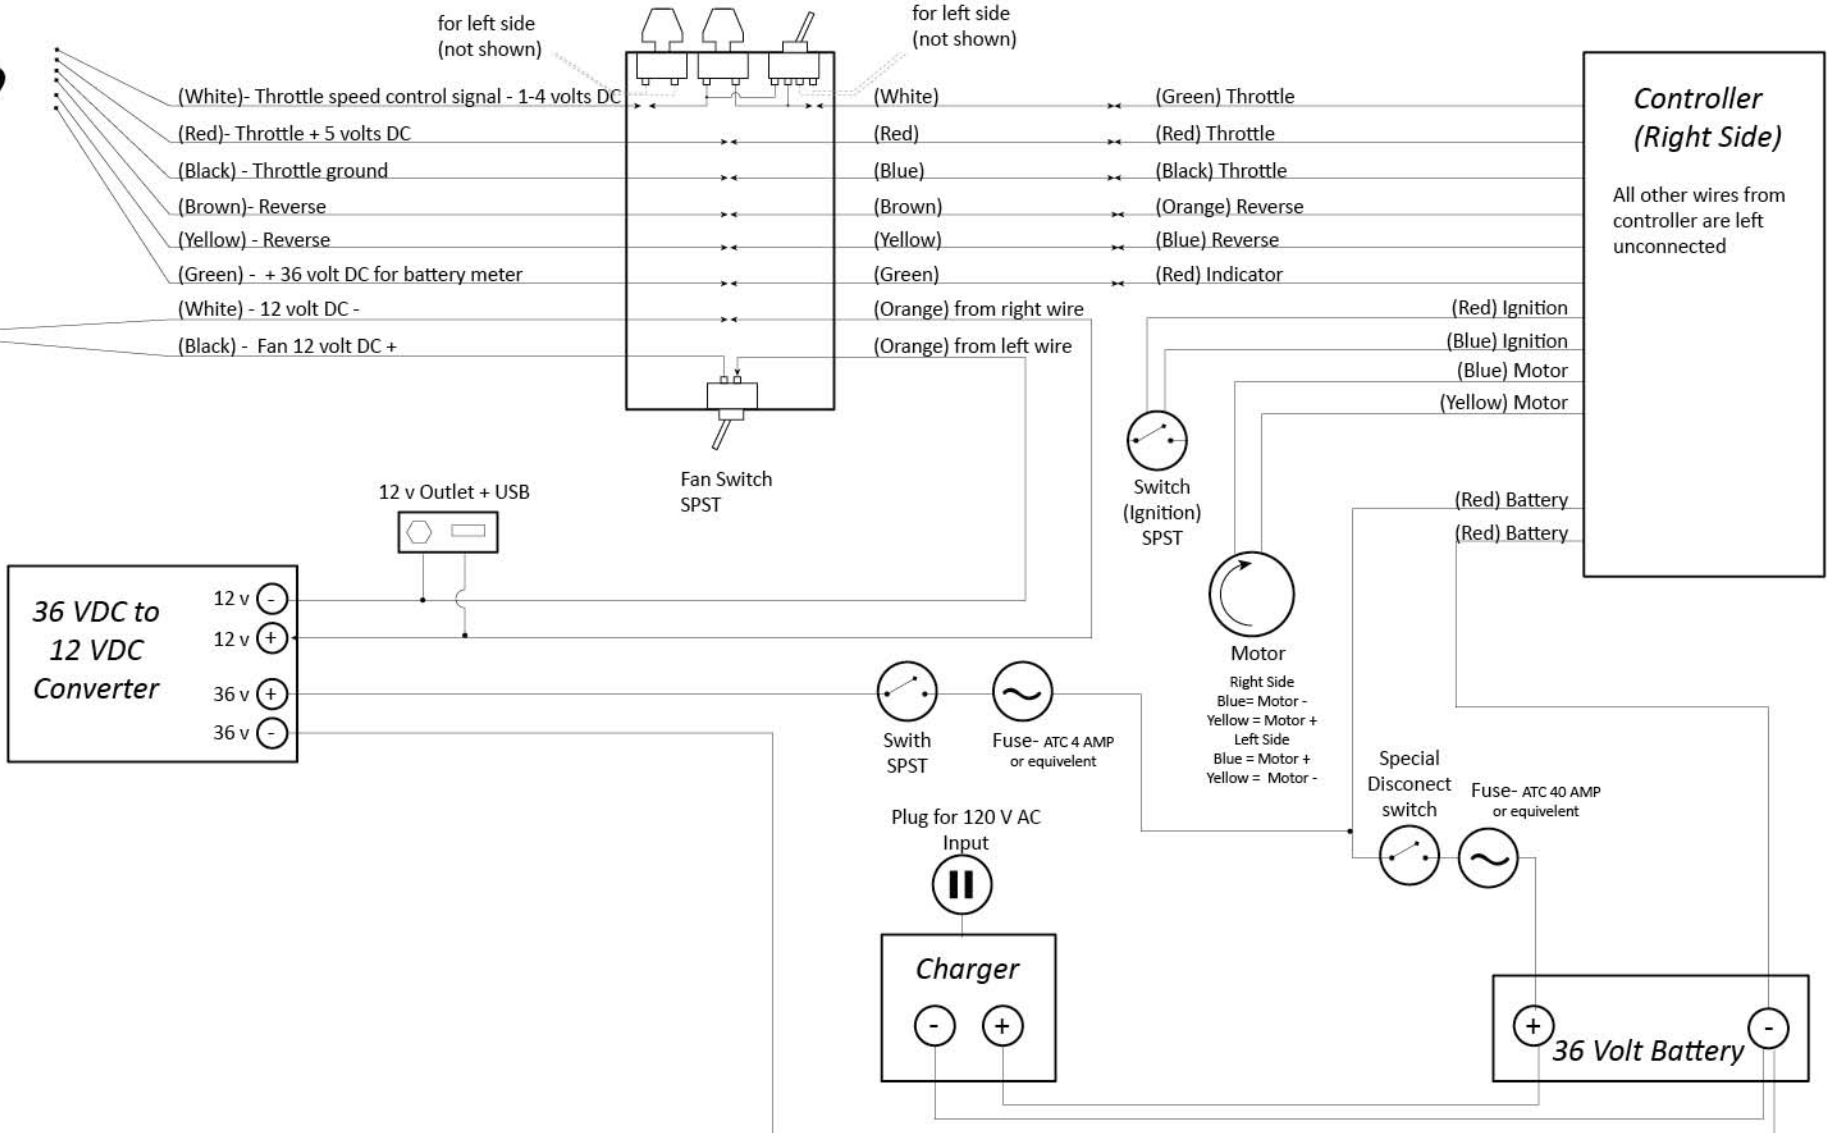 for left side
(not shown)
for left side
(not shown)
(White)- Throttle speed control signal - 1-4 volts DC
(White)
(Green) Throttle
(Red)- Throttle + 5 volts DC
(Red)
(Red) Throttle
(Black) - Throttle ground
(Blue)
(Black) Throttle
(Brown)- Reverse
(Brown)
(Orange) Reverse
(Yellow) - Reverse
(Yellow)
(Blue) Reverse
(Green) - + 36 volt DC for battery meter
(Green)
(Red) Indicator
(White) - 12 volt DC -
(Orange) from right wire
(Black) - Fan 12 volt DC +
(Orange) from left wire
Controller
(Right Side)
All other wires from
controller are left
unconnected
(Red) Ignition
(Blue) Ignition
(Blue) Motor
(Yellow) Motor
(Red) Battery
(Red) Battery
Fan Switch
SPST
Switch
(Ignition)
SPST
12 v Outlet + USB
36 VDC to
12 VDC
Converter
12 v -
12 v +
36 v +
36 v -
Motor
Right Side
Blue= Motor -
Yellow = Motor +
Left Side
Blue = Motor +
Yellow = Motor -
Swith
SPST
Fuse- ATC 4 AMP
or equivelent
Special
Disconect
switch
Fuse- ATC 40 AMP
or equivelent
Plug for 120 V AC
Input
Charger
- +
+ -
36 Volt Battery